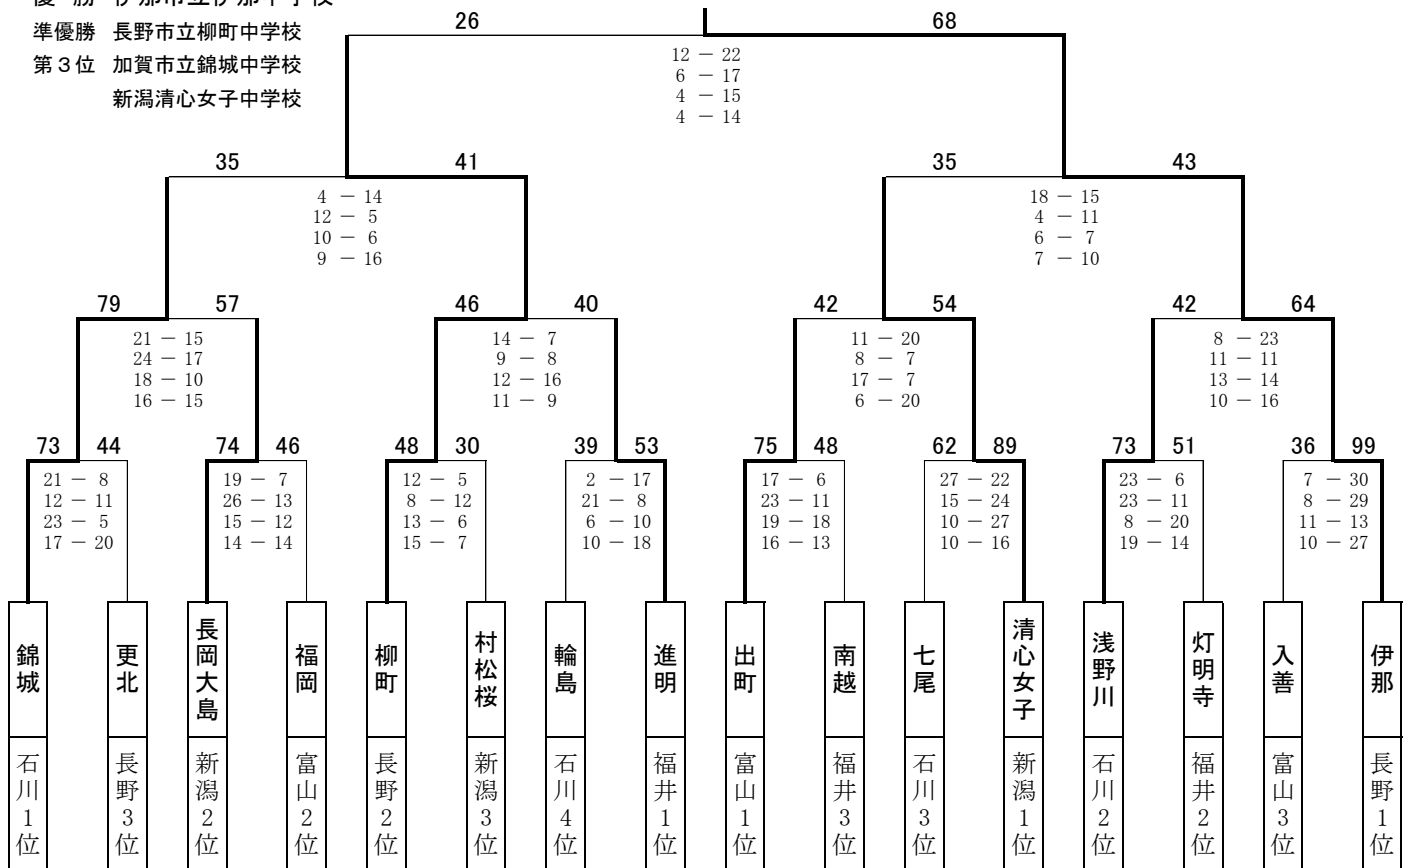 優　勝 伊那市立伊那中学校
26 68
準優勝 長野市立柳町中学校
第３位 加賀市立錦城中学校
新潟清心女子中学校
12 － 22
6 － 17
4 － 15
4 － 14
35 41 35 43
4 － 14
12 － 5
10 － 6
9 － 16
18 － 15
4 － 11
6 － 7
7 － 10
79 57 46 40 42 54 42 64
21 － 15
24 － 17
18 － 10
16 － 15
14 － 7
9 － 8
12 － 16
11 － 9
11 － 20
8 － 7
17 － 7
6 － 20
8 － 23
11 － 11
13 － 14
10 － 16
73 44 74 46 48 30 39 53 75 48 62 89 73 51 36 99
21 － 8
12 － 11
23 － 5
17 － 20
19 － 7
26 － 13
15 － 12
14 － 14
12 － 5
8 － 12
13 － 6
15 － 7
2 － 17
21 － 8
6 － 10
10 － 18
17 － 6
23 － 11
19 － 18
16 － 13
27 － 22
15 － 24
10 － 27
10 － 16
23 － 6
23 － 11
8 － 20
19 － 14
7 － 30
8 － 29
11 － 13
10 － 27
錦城
更北
長岡大島
福岡
柳町
村松桜
輪島
進明
出町
南越
七尾
清心女子
浅野川
灯明寺
入善
伊那
石川１位
長野３位
新潟２位
富山２位
長野２位
新潟３位
石川４位
福井１位
富山１位
福井３位
石川３位
新潟１位
石川２位
福井２位
富山３位
長野１位